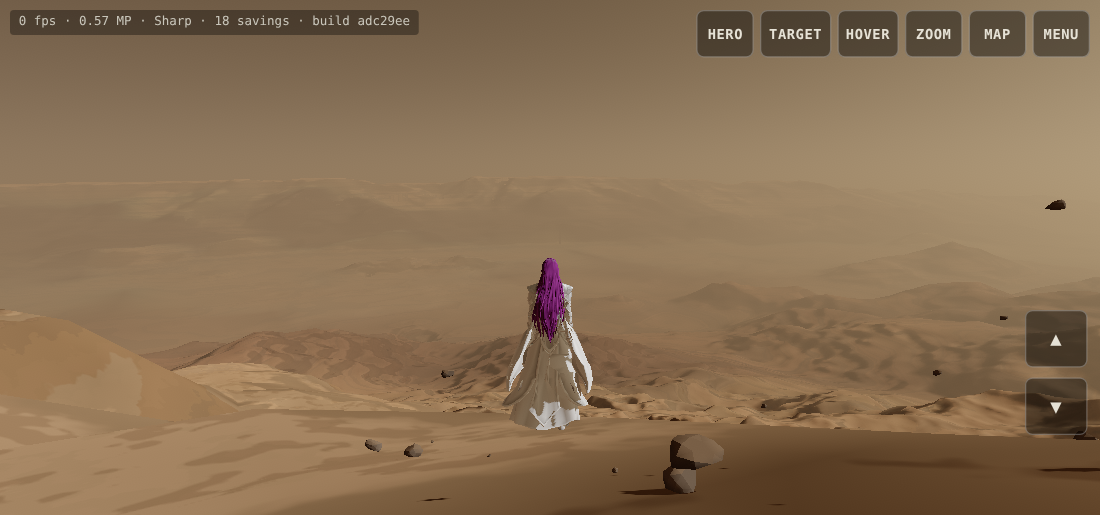 0 fps · 0.57 MP · Sharp · 18 savings · build adc29ee
HERO TARGET HOVER ZOOM MAP MENU
▲
▼